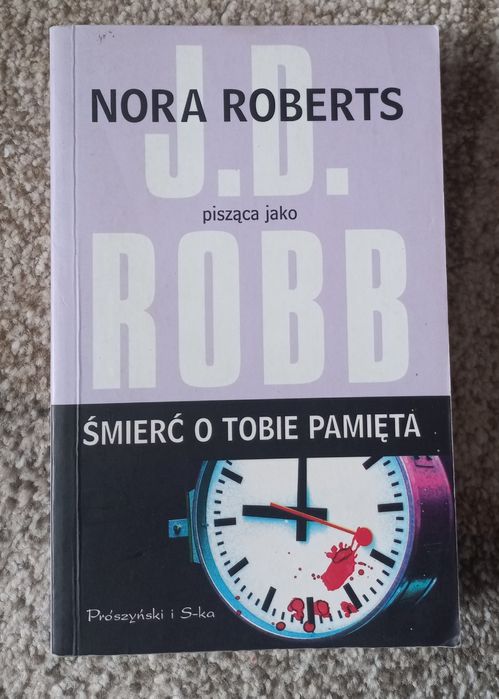 J.D.
NORA ROBERTS
pisząca jako
ROBB
ŚMIERĆ O TOBIE PAMIĘTA
Prószyński i S-ka